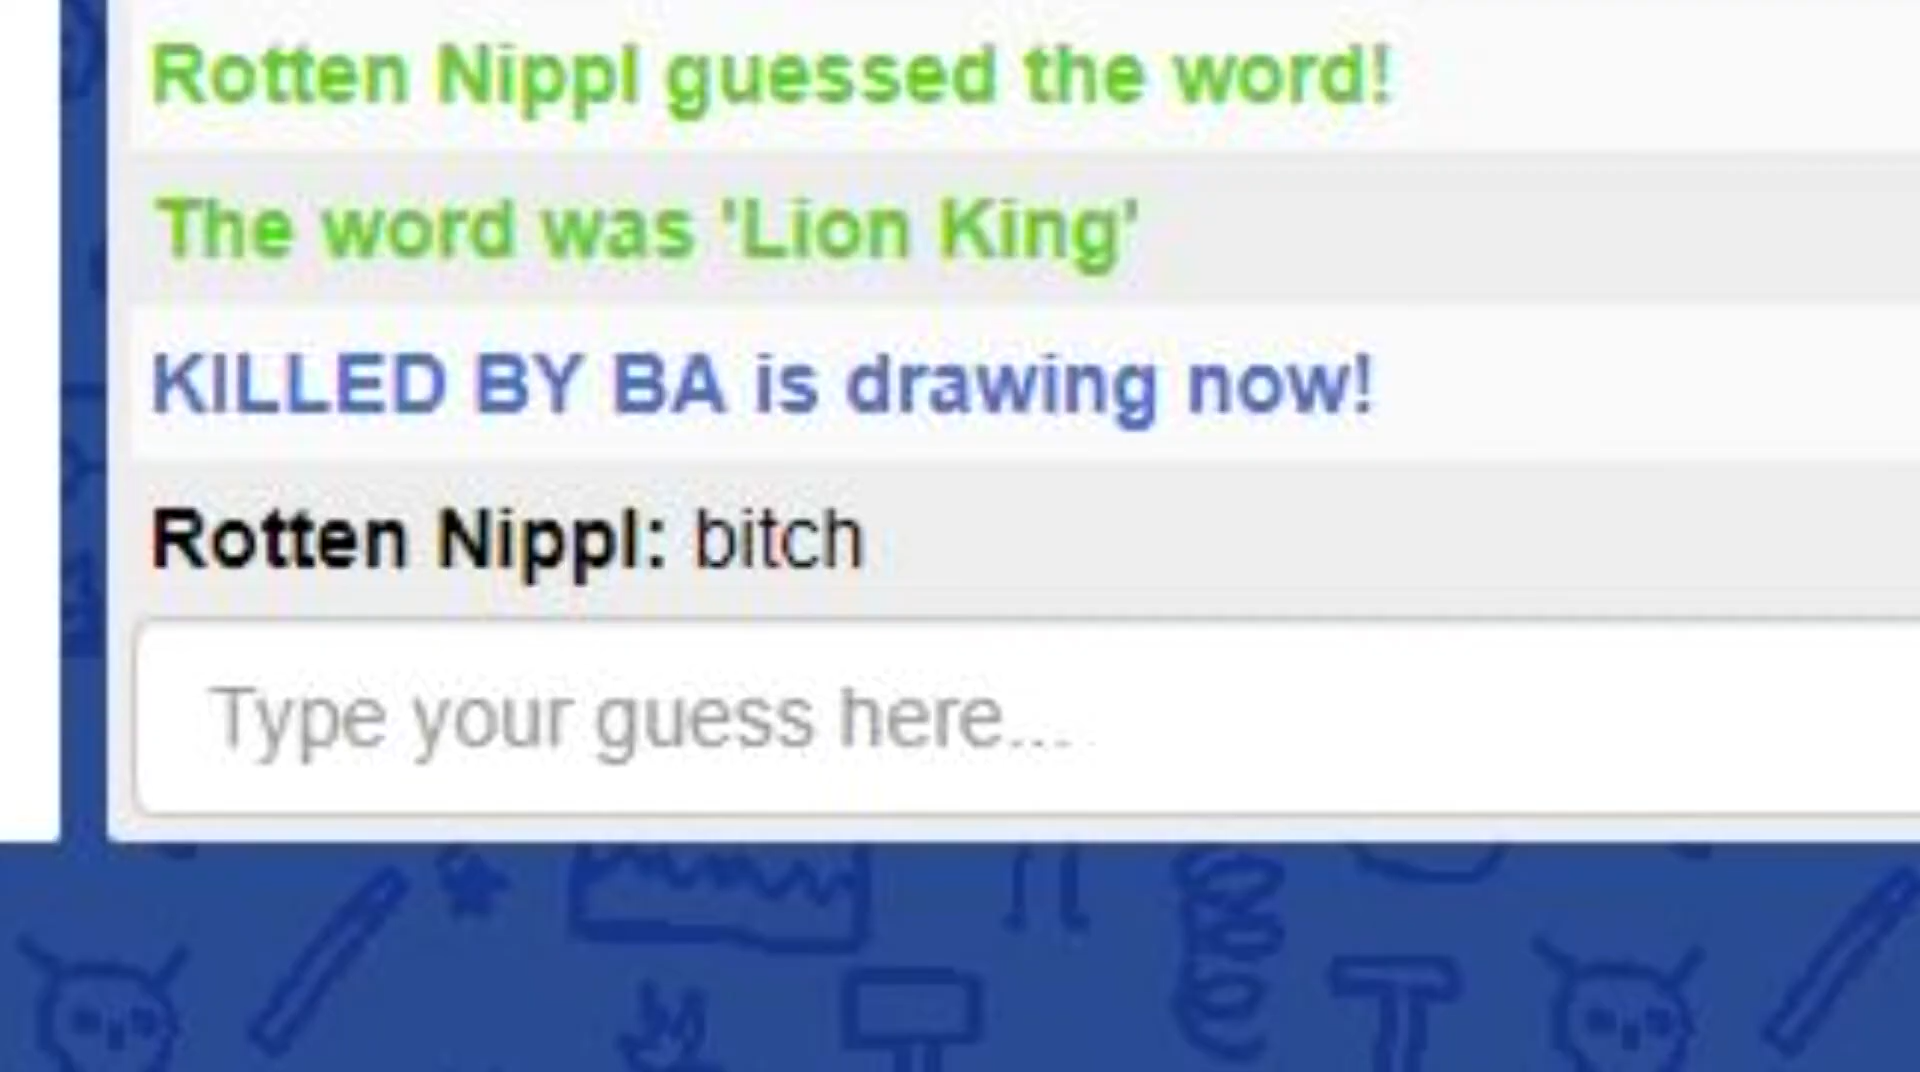 Rotten Nippl guessed the word!
The word was 'Lion King'
KILLED BY BA is drawing now!
Rotten Nippl: bitch
Type your guess here...